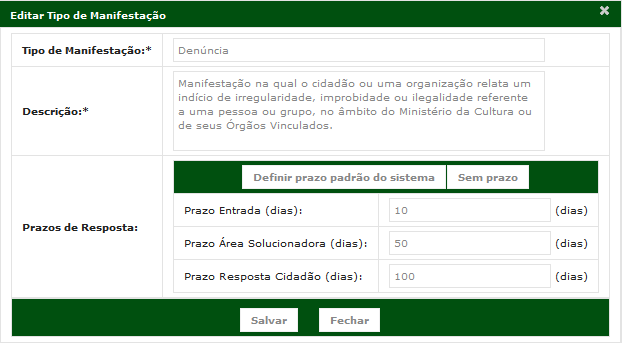 Editar Tipo de Manifestação
Tipo de Manifestação:* Denúncia
Descrição:*
Manifestação na qual o cidadão ou uma organização relata um
indício de irregularidade, improbidade ou ilegalidade referente
a uma pessoa ou grupo, no âmbito do Ministério da Cultura ou
de seus Órgãos Vinculados.
Prazos de Resposta:
Definir prazo padrão do sistema Sem prazo
Prazo Entrada (dias): 10 (dias)
Prazo Área Solucionadora (dias): 50 (dias)
Prazo Resposta Cidadão (dias): 100 (dias)
Salvar Fechar